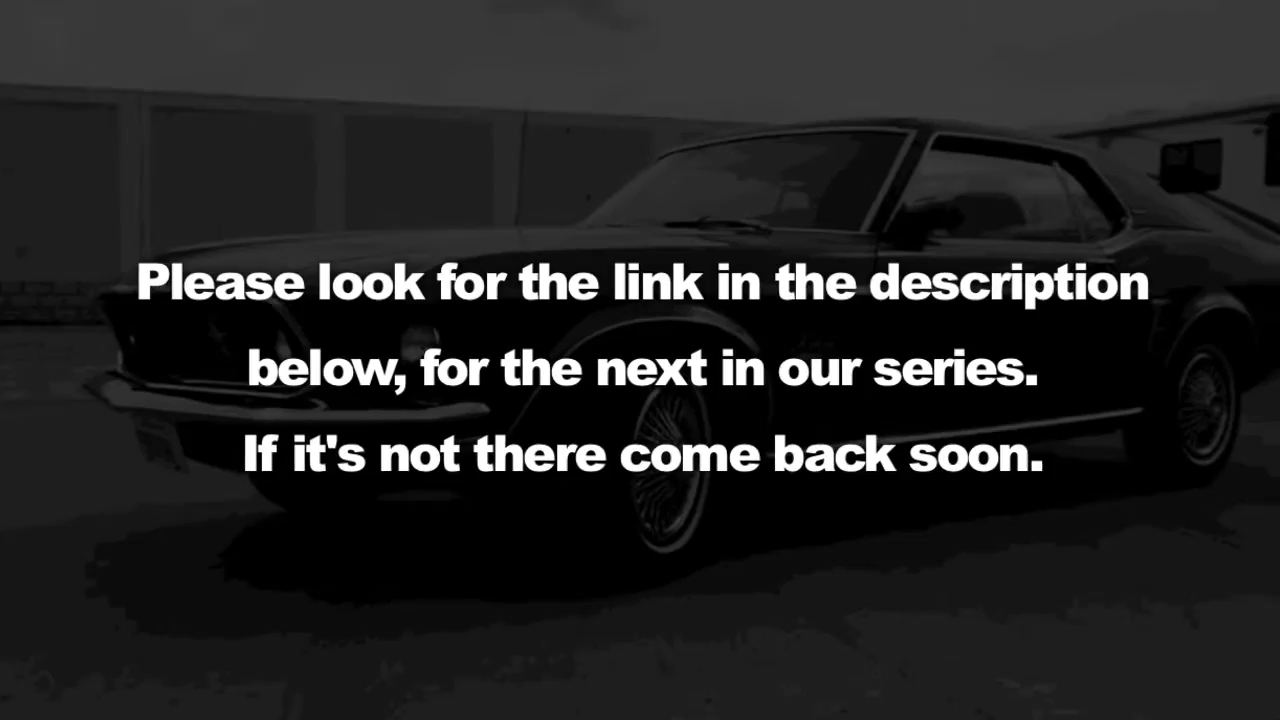 Please look for the link in the description
below, for the next in our series.
If it's not there come back soon.